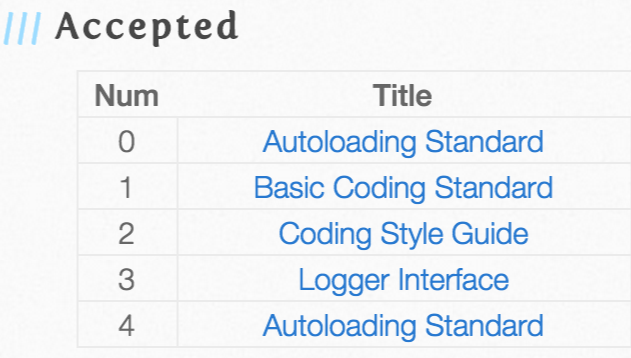 /// Accepted
Num Title
0 Autoloading Standard
1 Basic Coding Standard
2 Coding Style Guide
3 Logger Interface
4 Autoloading Standard